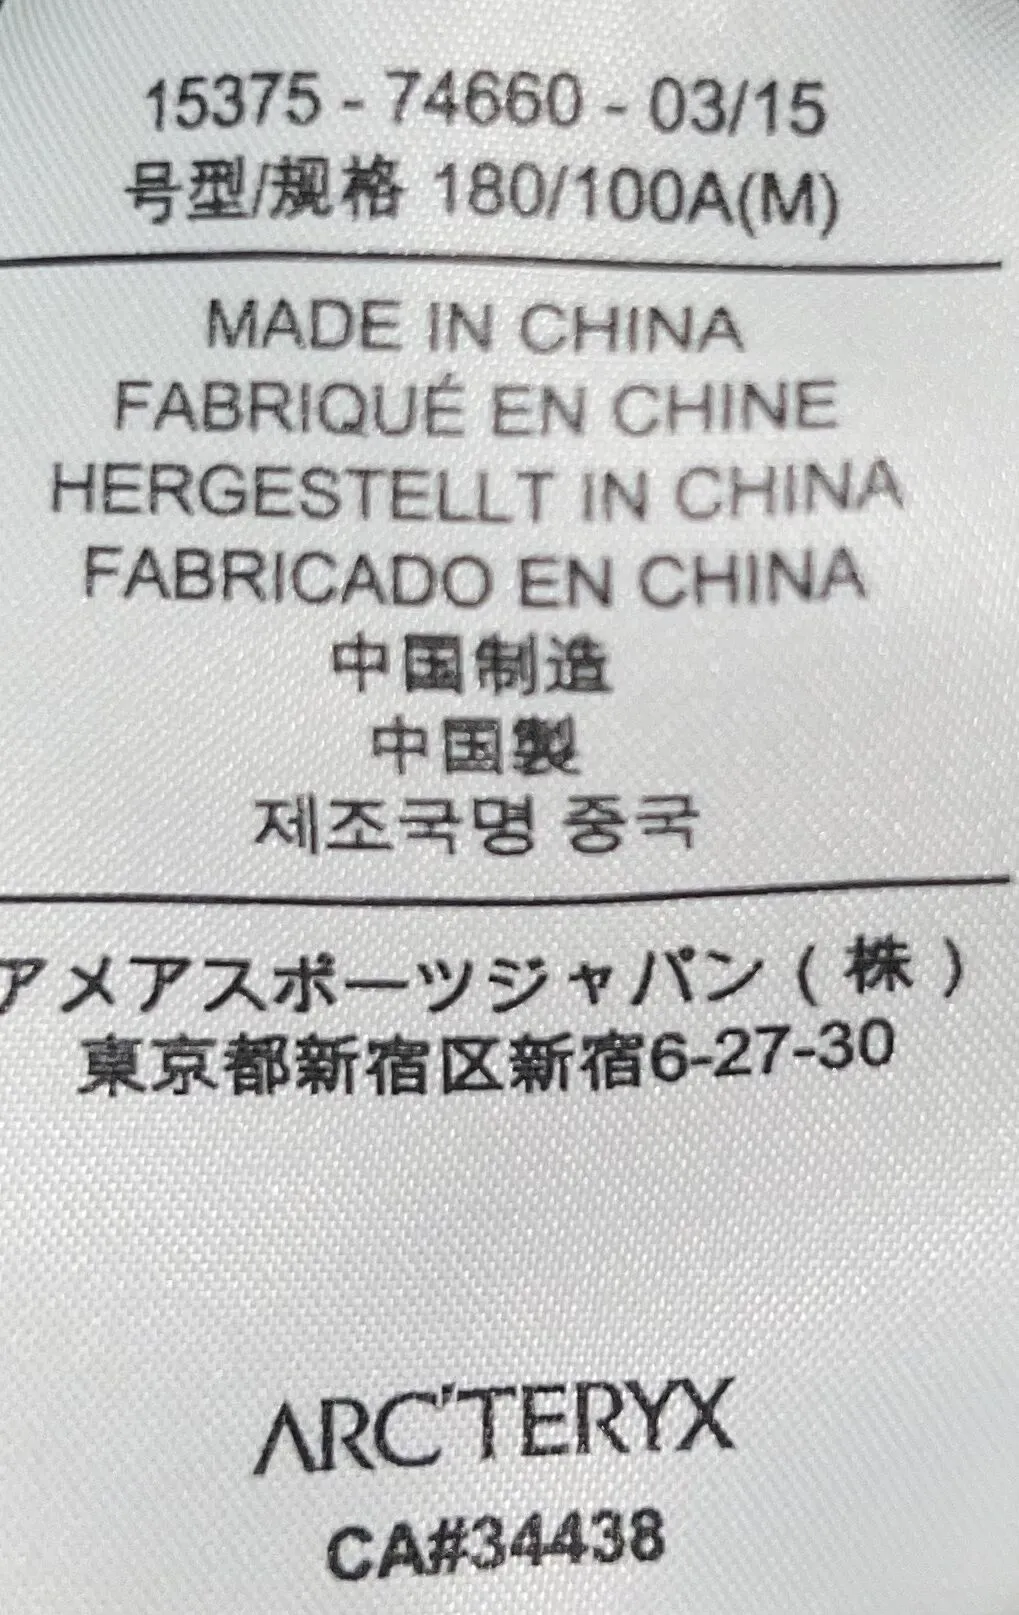 15375 - 74660 - 03/15
号型/规格 180/100A(M)
MADE IN CHINA
FABRIQUÉ EN CHINE
HERGESTELLT IN CHINA
FABRICADO EN CHINA
中国制造
中国製
제조국명 중국
アメアスポーツジャパン（株）
東京都新宿区新宿6-27-30
ARC'TERYX
CA#34438